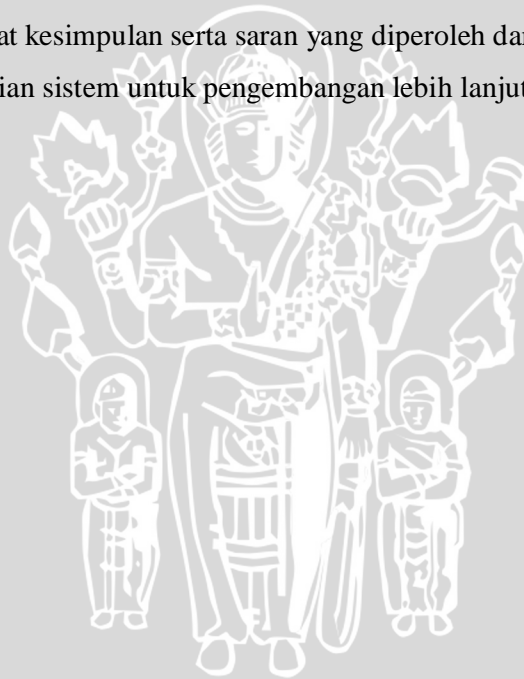 at kesimpulan serta saran yang diperoleh dar
ian sistem untuk pengembangan lebih lanjut